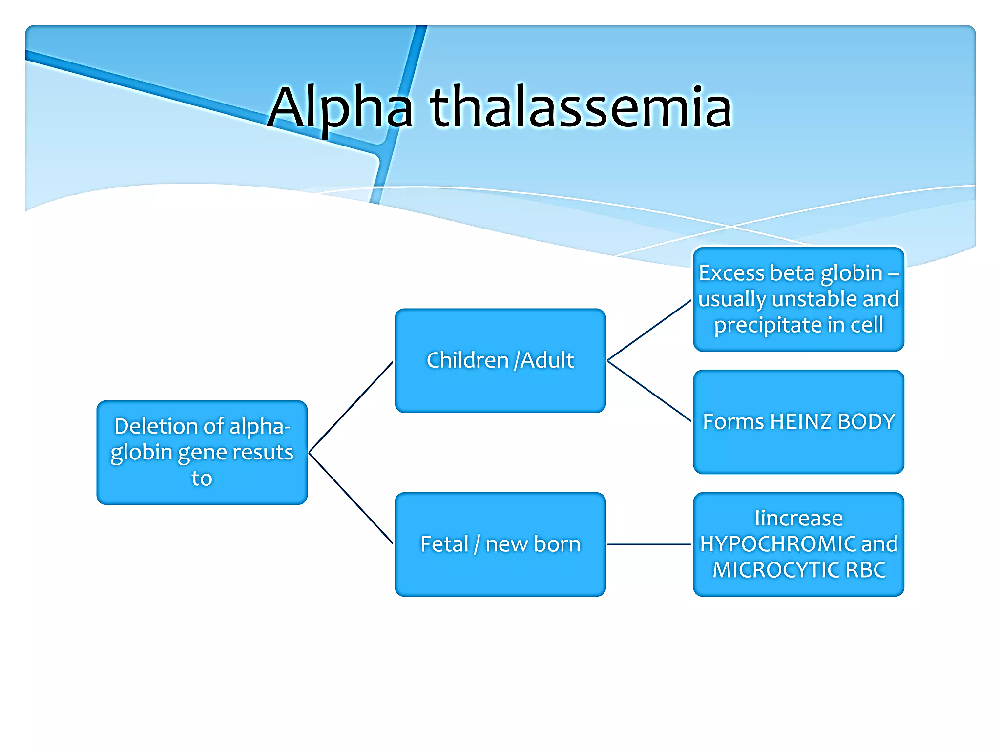 Alpha thalassemia
Deletion of alpha-
globin gene resuts
to
Children /Adult
Excess beta globin –
usually unstable and
precipitate in cell
Forms HEINZ BODY
Fetal / new born
Iincrease
HYPOCHROMIC and
MICROCYTIC RBC